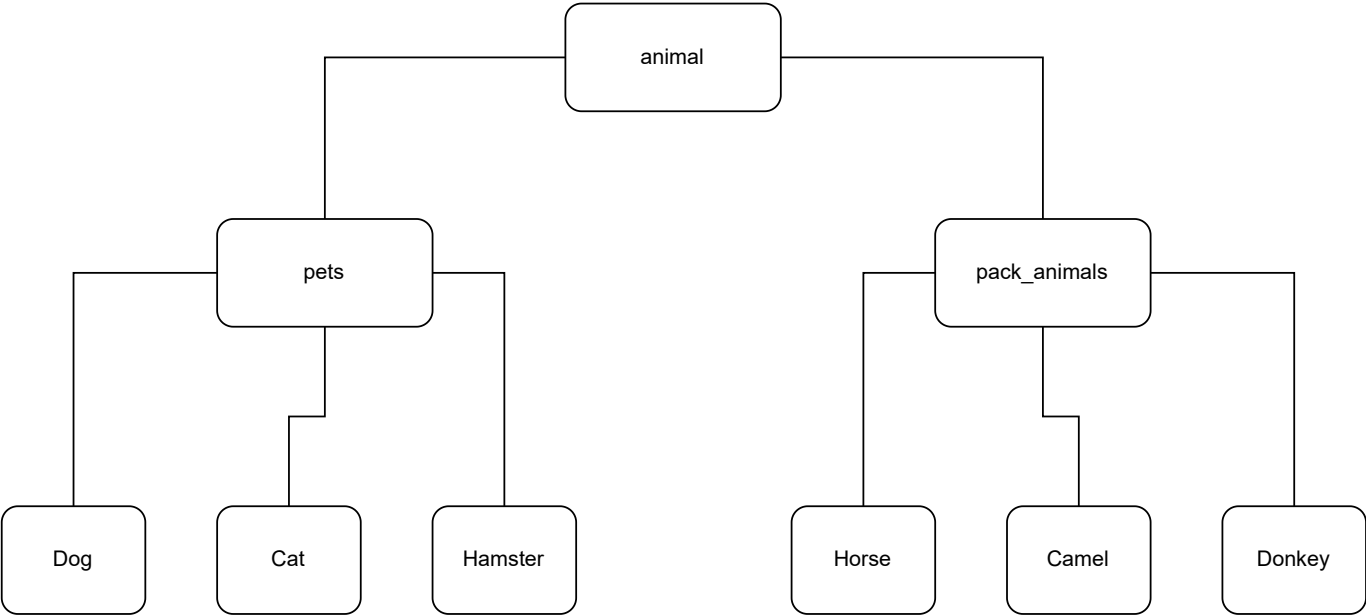 animal
pets
pack_animals
Dog
Cat
Hamster
Horse
Camel
Donkey